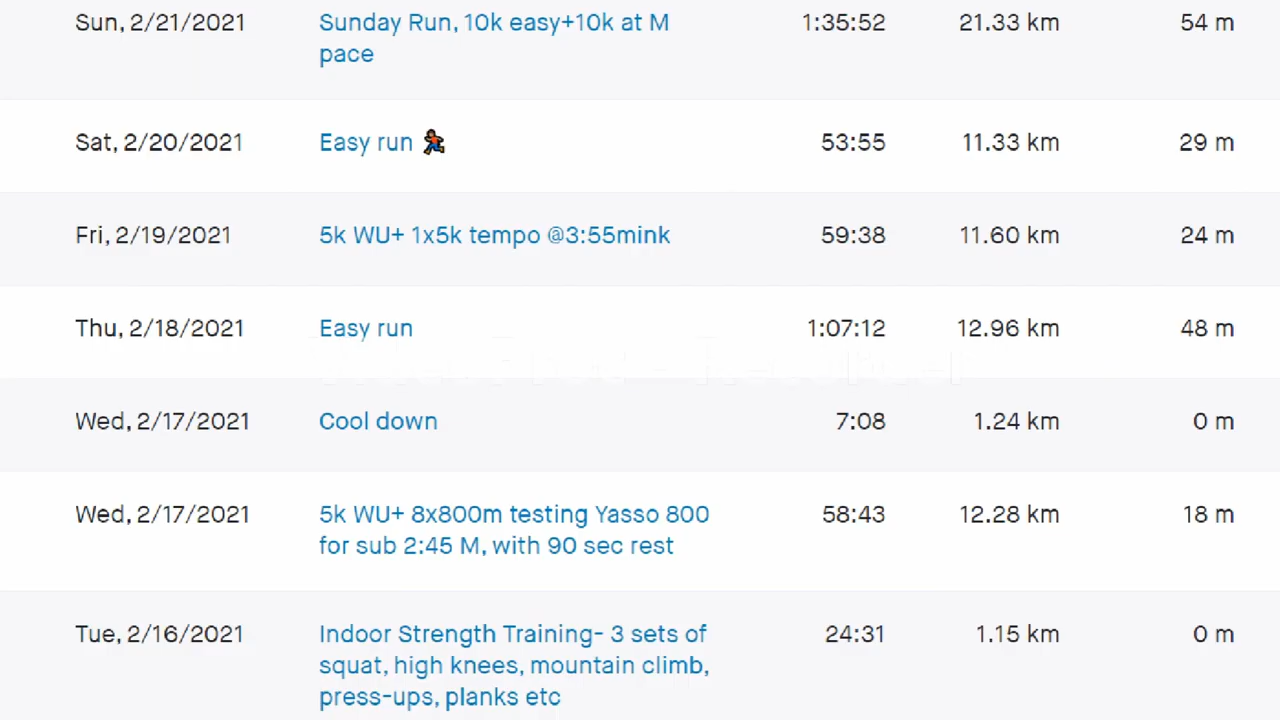 Sun, 2/21/2021 Sunday Run, 10k easy+10k at M 1:35:52 21.33 km 54 m
pace
Sat, 2/20/2021 Easy run 53:55 11.33 km 29 m
Fri, 2/19/2021 5k WU+ 1x5k tempo @3:55mink 59:38 11.60 km 24 m
Thu, 2/18/2021 Easy run 1:07:12 12.96 km 48 m
Wed, 2/17/2021 Cool down 7:08 1.24 km 0 m
Wed, 2/17/2021 5k WU+ 8x800m testing Yasso 800 58:43 12.28 km 18 m
for sub 2:45 M, with 90 sec rest
Tue, 2/16/2021 Indoor Strength Training- 3 sets of 24:31 1.15 km 0 m
squat, high knees, mountain climb,
press-ups, planks etc